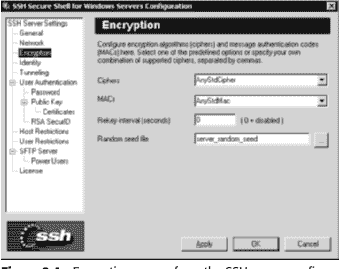 SSH Secure Shell for Windows Servers Configuration
SSH Server Settings
General
Network
Encryption
Identity
Tunneling
User Authentication
Password
Public Key
Certificates
RSA SecurID
Host Restrictions
User Restrictions
SFTP Server
Power Users
License
Encryption
Configure encryption algorithms (ciphers) and message authentication codes
(MACs) here. Select one of the predefined options or specify your own
combination of supported ciphers, separated by commas.
Ciphers
AnyStdCipher
MACs
AnyStdMac
Rekey interval (seconds)
0
( 0 = disabled )
Random seed file
server_random_seed
...
ssh
Apply
OK
Cancel